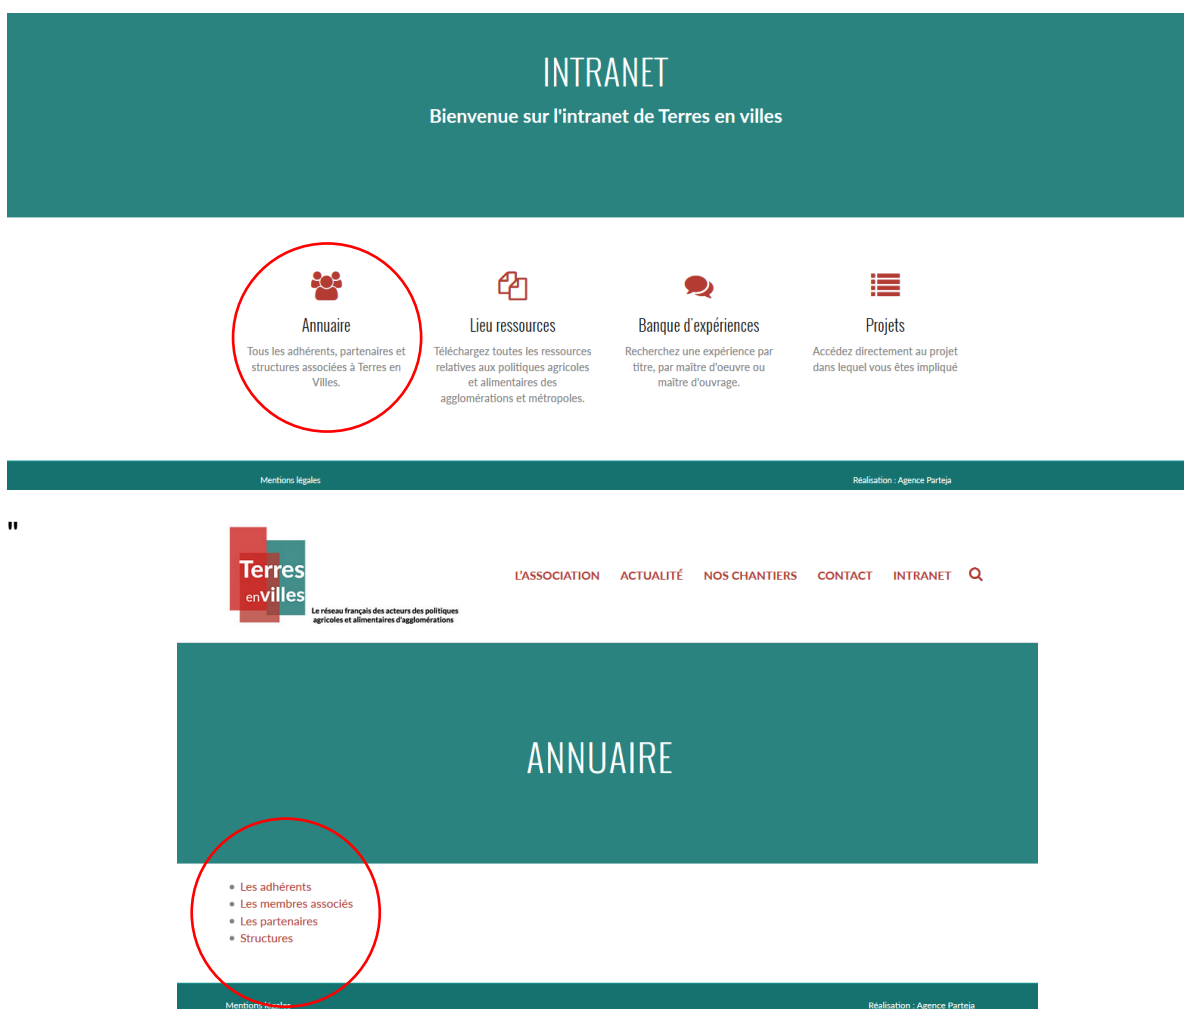 INTRANET
Bienvenue sur l'intranet de Terres en villes
Annuaire
Tous les adhérents, partenaires et
structures associées à Terres en
Villes.
Lieu ressources
Téléchargez toutes les ressources
relatives aux politiques agricoles
et alimentaires des
agglomérations et métropoles.
Banque d'expériences
Recherchez une expérience par
titre, par maître d'oeuvre ou
maître d'ouvrage.
Projets
Accédez directement au projet
dans lequel vous êtes impliqué
Mentions légales
Réalisation : Agence Parteja
"
Terres
en villes
Le réseau français des acteurs des politiques
agricoles et alimentaires d'agglomérations
L'ASSOCIATION ACTUALITÉ NOS CHANTIERS CONTACT INTRANET
ANNUAIRE
Les adhérents
Les membres associés
Les partenaires
Structures
Mentions légales
Réalisation : Agence Parteja